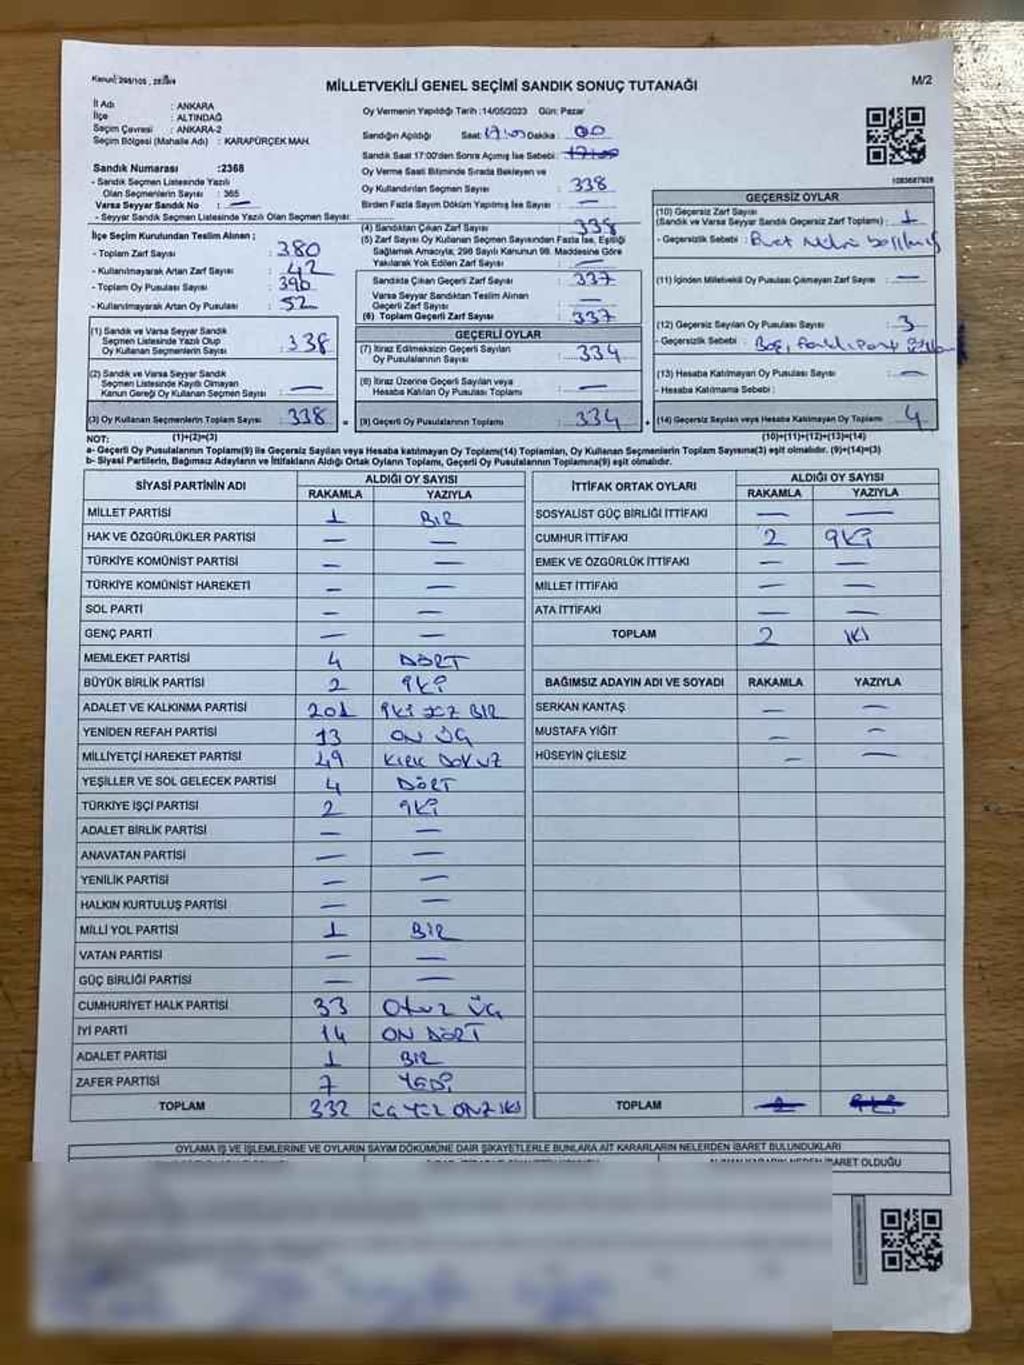 Kanun: 298/105, 2839/4
MİLLETVEKİLİ GENEL SEÇİMİ SANDIK SONUÇ TUTANAĞI
M/2
İl Adı : ANKARA
İlçe : ALTINDAĞ
Seçim Çevresi : ANKARA-2
Seçim Bölgesi (Mahalle Adı) : KARAPÜRÇEK MAH.
Oy Vermenin Yapıldığı Tarih :14/05/2023 Gün: Pazar
Sandığın Açıldığı Saat: 17:00 Dakika : 00
Sandık Saat 17:00'den Sonra Açılmış İse Sebebi: 17:00
Sandık Numarası :2368
- Sandık Seçmen Listesinde Yazılı
Olan Seçmenlerin Sayısı : 365
Varsa Seyyar Sandık No : —
- Seyyar Sandık Seçmen Listesinde Yazılı Olan Seçmen Sayısı:
Oy Verme Saati Bitiminde Sırada Bekleyen ve
Oy Kullandırılan Seçmen Sayısı : 338
Birden Fazla Sayım Döküm Yapılmış İse Sayısı : —
1083687928
İlçe Seçim Kurulundan Teslim Alınan ;
- Toplam Zarf Sayısı : 380
- Kullanılmayarak Artan Zarf Sayısı : 42
- Toplam Oy Pusulası Sayısı : 390
- Kullanılmayarak Artan Oy Pusulası : 52
(4) Sandıktan Çıkan Zarf Sayısı : 338
(5) Zarf Sayısı Oy Kullanan Seçmen Sayısından Fazla İse, Eşitliği
Sağlamak Amacıyla, 298 Sayılı Kanunun 98. Maddesine Göre
Yakılarak Yok Edilen Zarf Sayısı : —
Sandıkta Çıkan Geçerli Zarf Sayısı : 337
Varsa Seyyar Sandıktan Teslim Alınan
Geçerli Zarf Sayısı : —
(6) Toplam Geçerli Zarf Sayısı : 337
GEÇERSİZ OYLAR
(10) Geçersiz Zarf Sayısı
(Sandık ve Varsa Seyyar Sandık Geçersiz Zarf Toplamı) : 1
- Geçersizlik Sebebi :
(11) İçinden Milletvekili Oy Pusulası Çıkmayan Zarf Sayısı : —
(12) Geçersiz Sayılan Oy Pusulası Sayısı : 3
- Geçersizlik Sebebi : Boş,
(13) Hesaba Katılmayan Oy Pusulası Sayısı : —
- Hesaba Katılmama Sebebi :
(1) Sandık ve Varsa Seyyar Sandık
Seçmen Listesinde Yazılı Olup
Oy Kullanan Seçmenlerin Sayısı : 338
(2) Sandık ve Varsa Seyyar Sandık
Seçmen Listesinde Kayıtlı Olmayan
Kanun Gereği Oy Kullanan Seçmen Sayısı : —
GEÇERLİ OYLAR
(7) İtiraz Edilmeksizin Geçerli Sayılan
Oy Pusulalarının Sayısı : 334
(8) İtiraz Üzerine Geçerli Sayılan veya
Hesaba Katılan Oy Pusulası Toplamı : —
(3) Oy Kullanan Seçmenlerin Toplam Sayısı : 338 = (9) Geçerli Oy Pusulalarının Toplamı : 334 + (14) Geçersiz Sayılan veya Hesaba Katılmayan Oy Toplamı : 4
NOT: (1)+(2)=(3) (10)+(11)+(12)+(13)=(14)
a- Geçerli Oy Pusulalarının Toplamı(9) ile Geçersiz Sayılan veya Hesaba katılmayan Oy Toplamı(14) Toplamları, Oy Kullanan Seçmenlerin Toplam Sayısına(3) eşit olmalıdır. (9)+(14)=(3)
b- Siyasi Partilerin, Bağımsız Adayların ve İttifakların Aldığı Ortak Oyların Toplamı, Geçerli Oy Pusulalarının Toplamına(9) eşit olmalıdır.
SİYASİ PARTİNİN ADI ALDIĞI OY SAYISI
RAKAMLA YAZIYLA
MİLLET PARTİSİ 1 BİR
HAK VE ÖZGÜRLÜKLER PARTİSİ — —
TÜRKİYE KOMÜNİST PARTİSİ — —
TÜRKİYE KOMÜNİST HAREKETİ — —
SOL PARTİ — —
GENÇ PARTİ — —
MEMLEKET PARTİSİ 4 DÖRT
BÜYÜK BİRLİK PARTİSİ 2 İKİ
ADALET VE KALKINMA PARTİSİ 201 İKİ YÜZ BİR
YENİDEN REFAH PARTİSİ 13 ON ÜÇ
MİLLİYETÇİ HAREKET PARTİSİ 49 KIRK DOKUZ
YEŞİLLER VE SOL GELECEK PARTİSİ 4 DÖRT
TÜRKİYE İŞÇİ PARTİSİ 2 İKİ
ADALET BİRLİK PARTİSİ — —
ANAVATAN PARTİSİ — —
YENİLİK PARTİSİ — —
HALKIN KURTULUŞ PARTİSİ — —
MİLLİ YOL PARTİSİ 1 BİR
VATAN PARTİSİ — —
GÜÇ BİRLİĞİ PARTİSİ — —
CUMHURİYET HALK PARTİSİ 33 Otuz Üç
İYİ PARTİ 14 ON DÖRT
ADALET PARTİSİ 1 BİR
ZAFER PARTİSİ 7 YEDİ
TOPLAM 332
İTTİFAK ORTAK OYLARI ALDIĞI OY SAYISI
RAKAMLA YAZIYLA
SOSYALİST GÜÇ BİRLİĞİ İTTİFAKI — —
CUMHUR İTTİFAKI 2 İKİ
EMEK VE ÖZGÜRLÜK İTTİFAKI — —
MİLLET İTTİFAKI — —
ATA İTTİFAKI — —
TOPLAM 2 İKİ
BAĞIMSIZ ADAYIN ADI VE SOYADI RAKAMLA YAZIYLA
SERKAN KANTAŞ — —
MUSTAFA YİĞİT — —
HÜSEYİN ÇİLESİZ — —
TOPLAM
OYLAMA İŞ VE İŞLEMLERİNE VE OYLARIN SAYIM DÖKÜMÜNE DAİR ŞİKAYETLERLE BUNLARA AİT KARARLARIN NELERDEN İBARET BULUNDUKLARI
ALINAN KARARIN NEDEN İBARET OLDUĞU